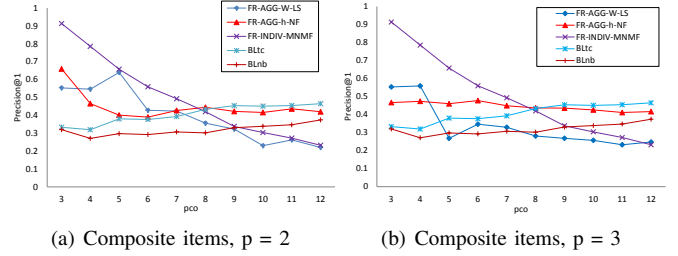 1
0.9
0.8
0.7
0.6
0.5
0.4
0.3
0.2
0.1
0
Precision@1
3 4 5 6 7 8 9 10 11 12
pco
FR-AGG-W-LS
FR-AGG-h-NF
FR-INDIV-MNMF
BLtc
BLnb
(a) Composite items, p = 2
1
0.9
0.8
0.7
0.6
0.5
0.4
0.3
0.2
0.1
0
Precision@1
3 4 5 6 7 8 9 10 11 12
pco
FR-AGG-W-LS
FR-AGG-h-NF
FR-INDIV-MNMF
BLtc
BLnb
(b) Composite items, p = 3